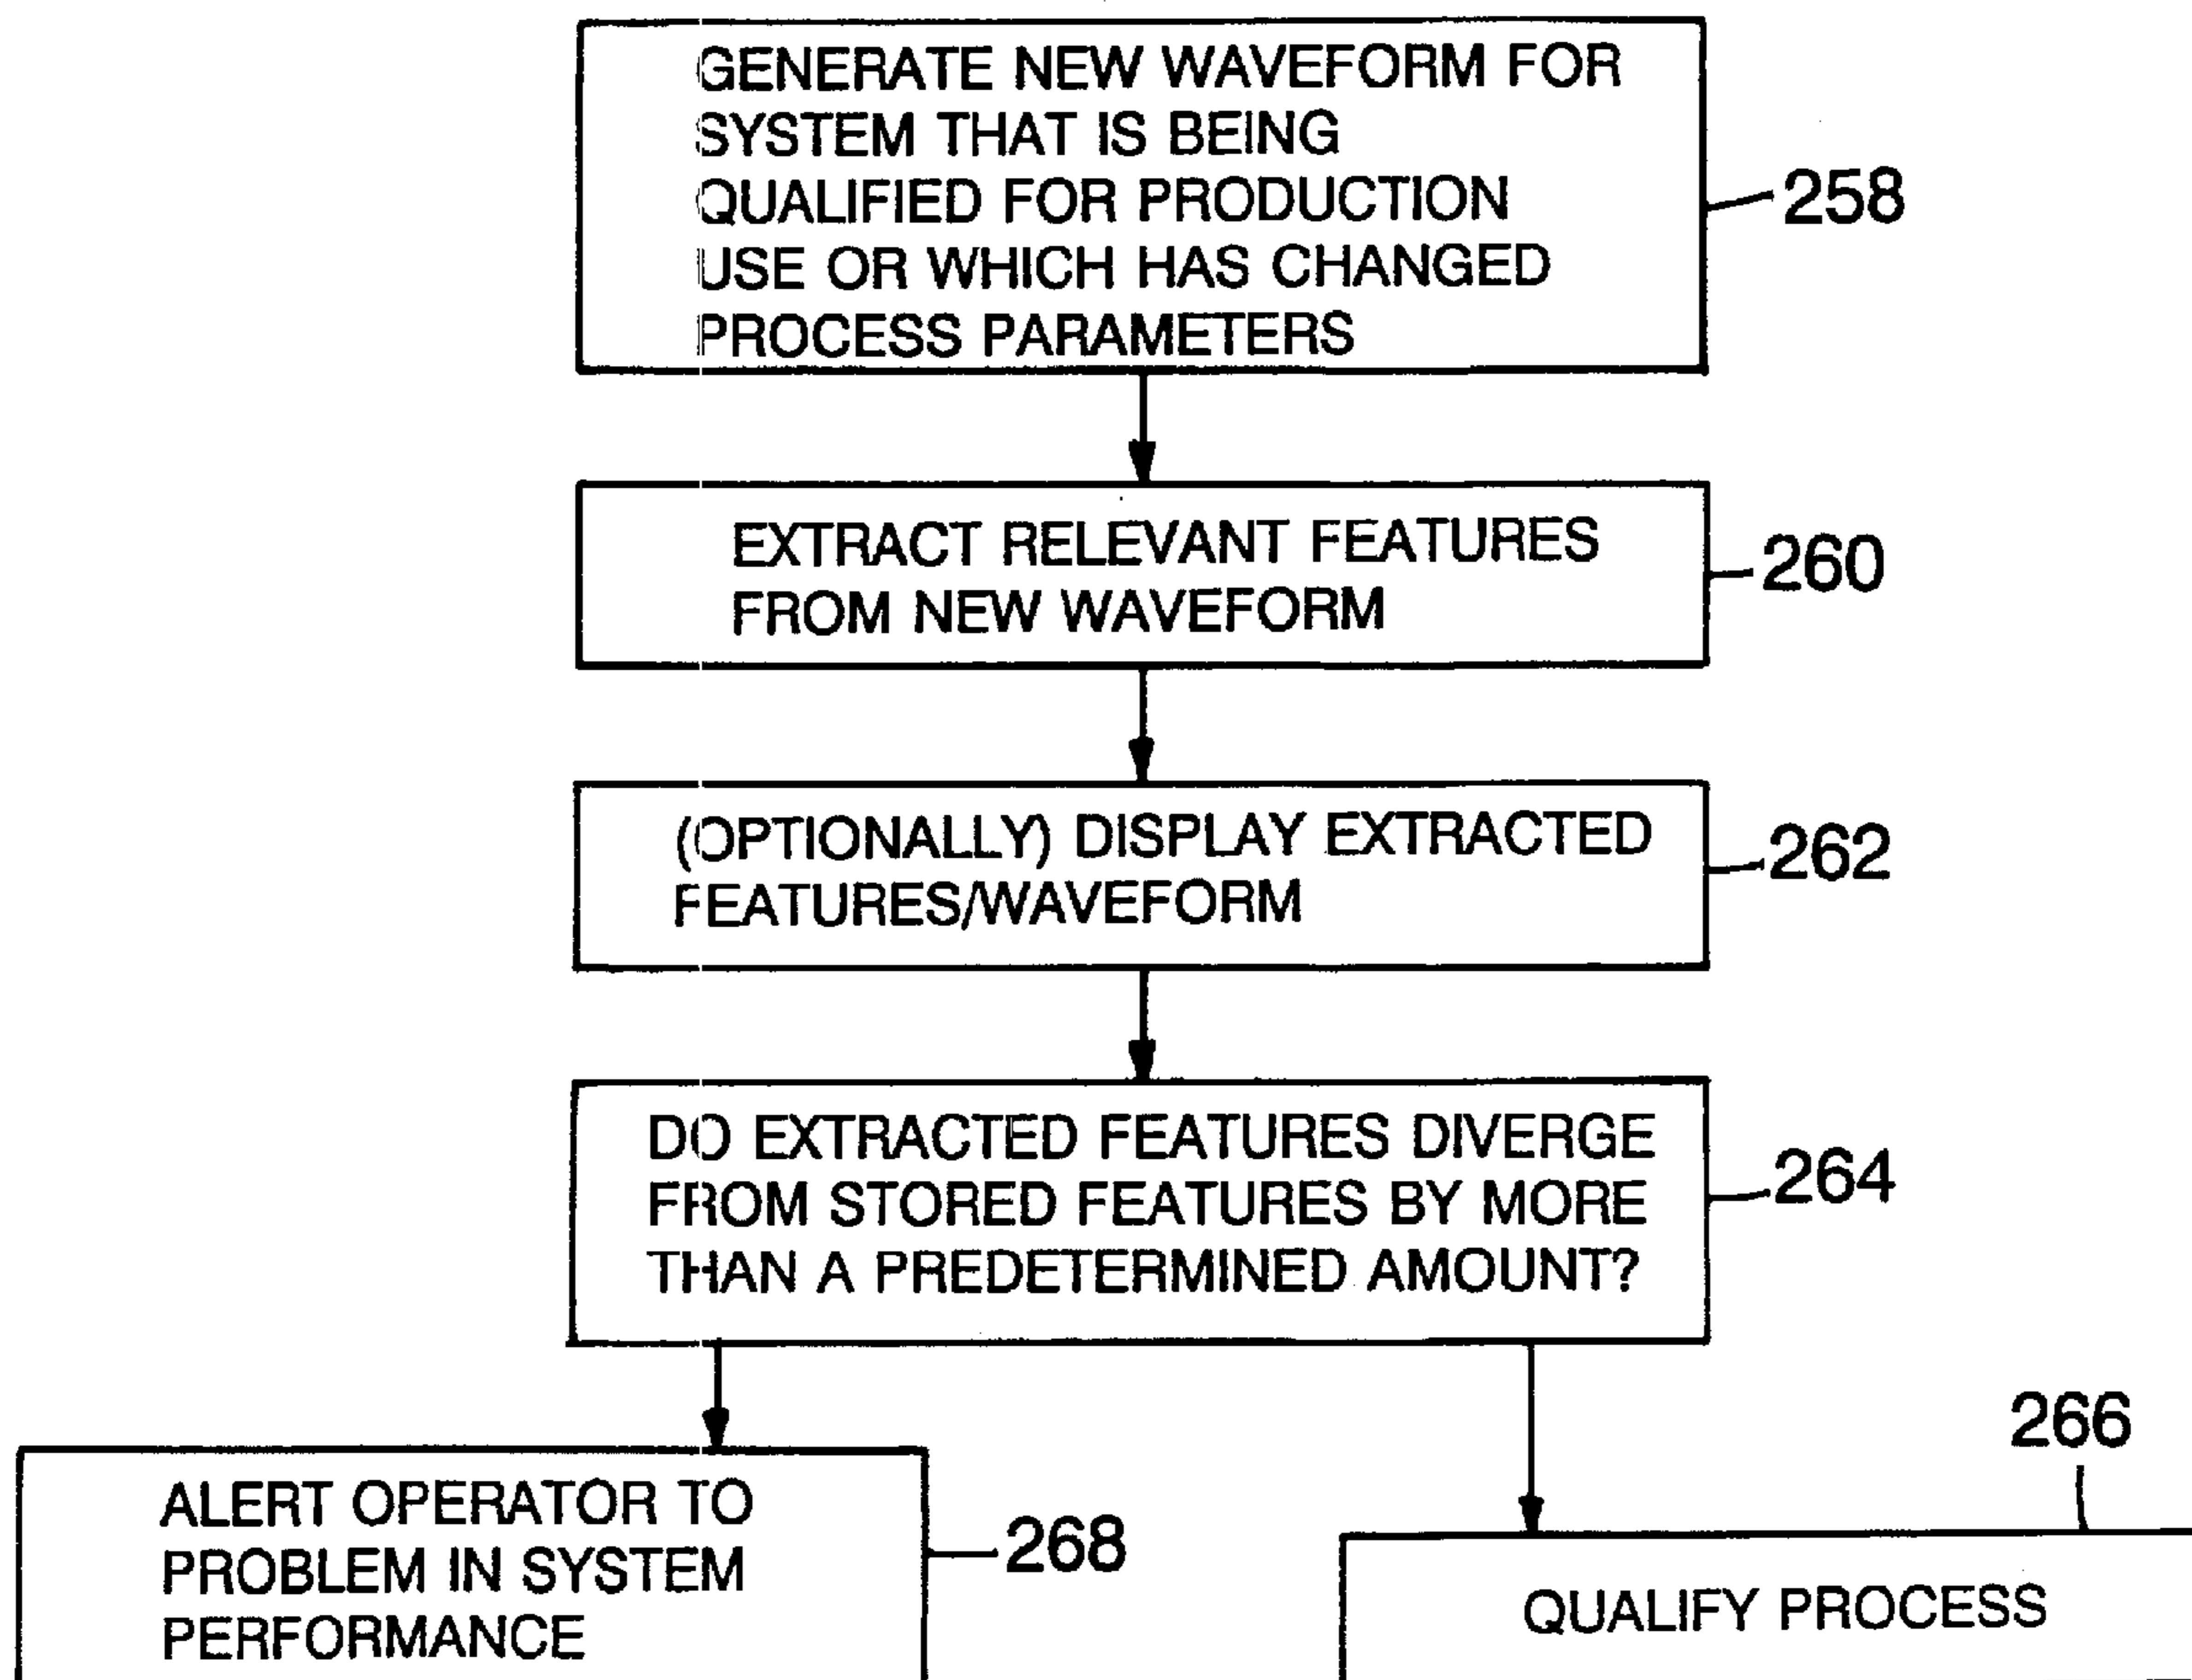 GENERATE NEW WAVEFORM FOR
SYSTEM THAT IS BEING
QUALIFIED FOR PRODUCTION
USE OR WHICH HAS CHANGED
PROCESS PARAMETERS
258
EXTRACT RELEVANT FEATURES
FROM NEW WAVEFORM
260
(OPTIONALLY) DISPLAY EXTRACTED
FEATURES/WAVEFORM
262
DO EXTRACTED FEATURES DIVERGE
FROM STORED FEATURES BY MORE
THAN A PREDETERMINED AMOUNT?
264
ALERT OPERATOR TO
PROBLEM IN SYSTEM
PERFORMANCE
268
266
QUALIFY PROCESS